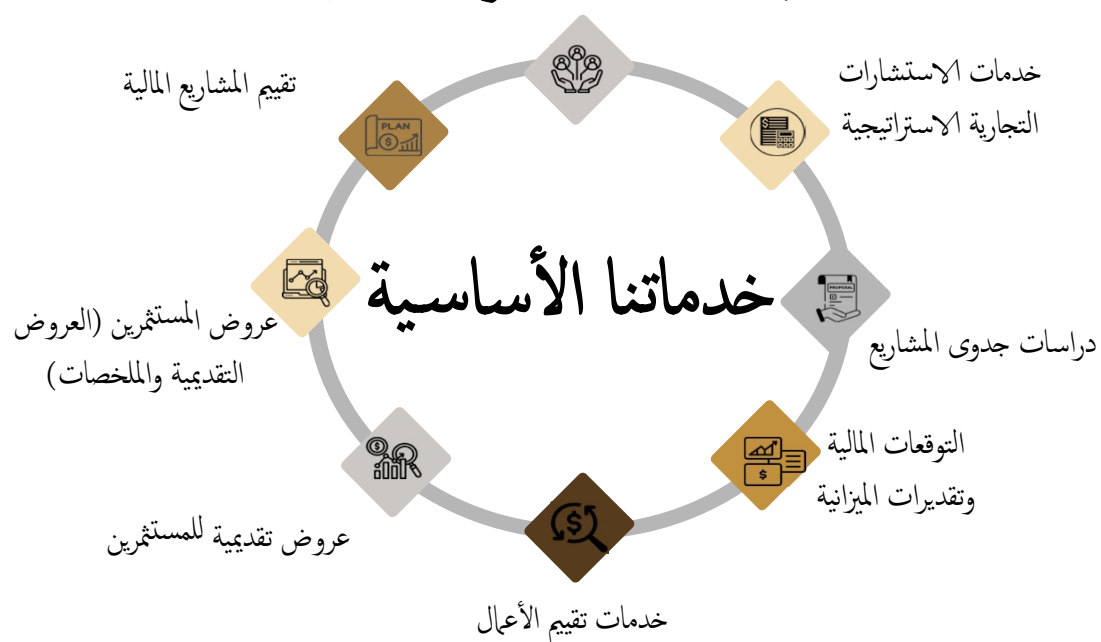 خدماتنا الأساسية
خدمات الاستشارات
التجارية الاستراتيجية
دراسات جدوى المشاريع
التوقعات المالية
وتقديرات الميزانية
خدمات تقييم الأعمال
عروض تقديمية للمستثمرين
عروض المستثمرين (العروض
التقديمية والملخصات)
تقييم المشاريع المالية
PLAN
PROPOSAL